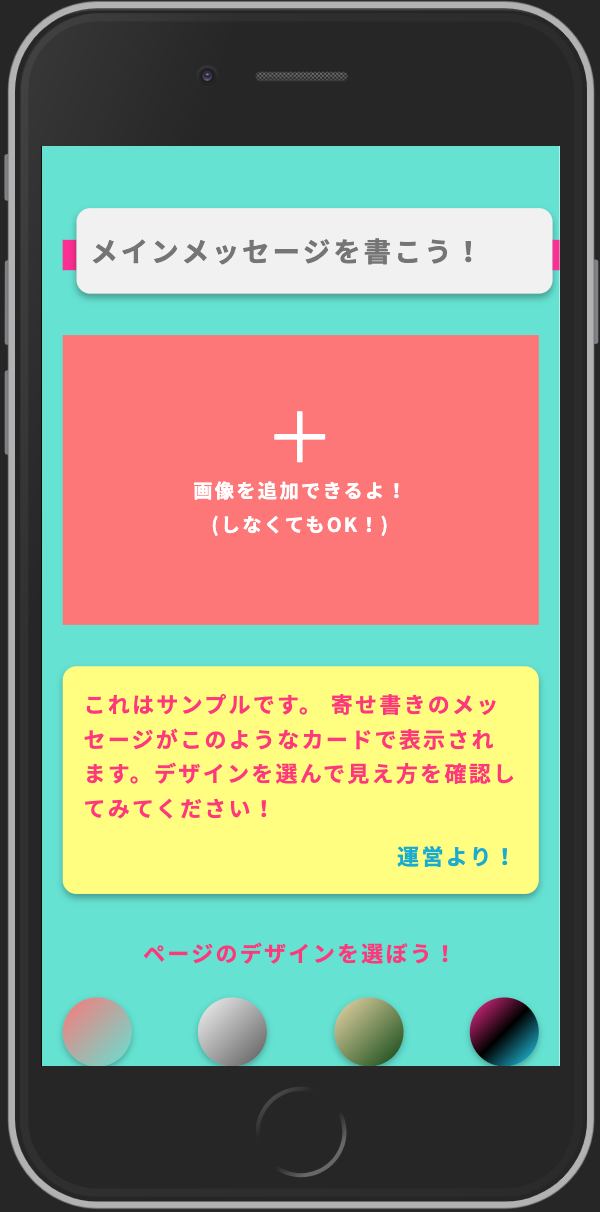 メインメッセージを書こう！
画像を追加できるよ！
(しなくてもOK！)
これはサンプルです。 寄せ書きのメッ
セージがこのようなカードで表示され
ます。デザインを選んで見え方を確認し
てみてください！
運営より！
ページのデザインを選ぼう！